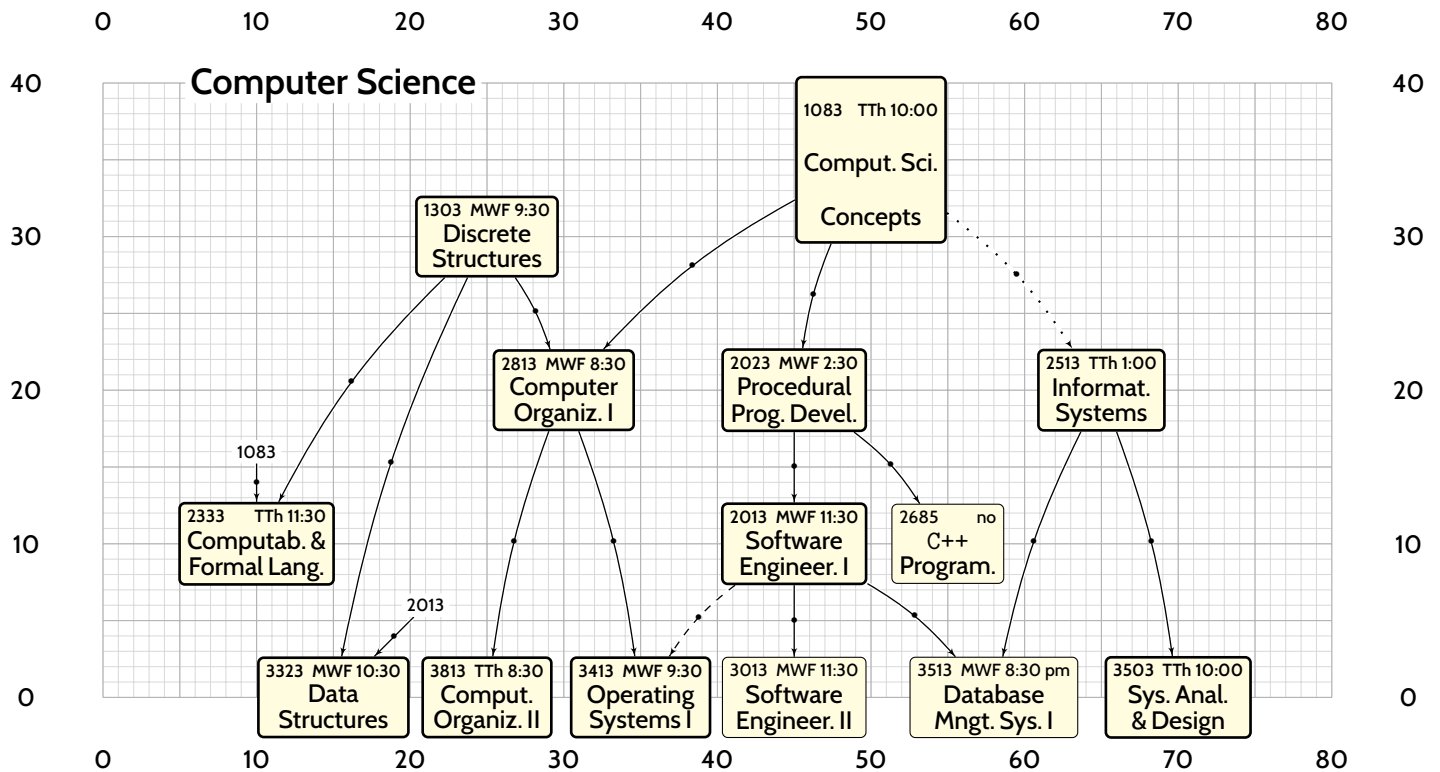 0 10 20 30 40 50 60 70 80
40 Computer Science 40
1083 TTh 10:00
Comput. Sci.
Concepts
1303 MWF 9:30
Discrete
Structures
30 30
2813 MWF 8:30
Computer
Organiz. I
2023 MWF 2:30
Procedural
Prog. Devel.
2513 TTh 1:00
Informat.
Systems
20 20
1083
2333 TTh 11:30
Computab. &
Formal Lang.
2013 MWF 11:30
Software
Engineer. I
2685 no
C++
Program.
10 10
2013
3323 MWF 10:30
Data
Structures
3813 TTh 8:30
Comput.
Organiz. II
3413 MWF 9:30
Operating
Systems I
3013 MWF 11:30
Software
Engineer. II
3513 MWF 8:30 pm
Database
Mngt. Sys. I
3503 TTh 10:00
Sys. Anal.
& Design
0 0
0 10 20 30 40 50 60 70 80